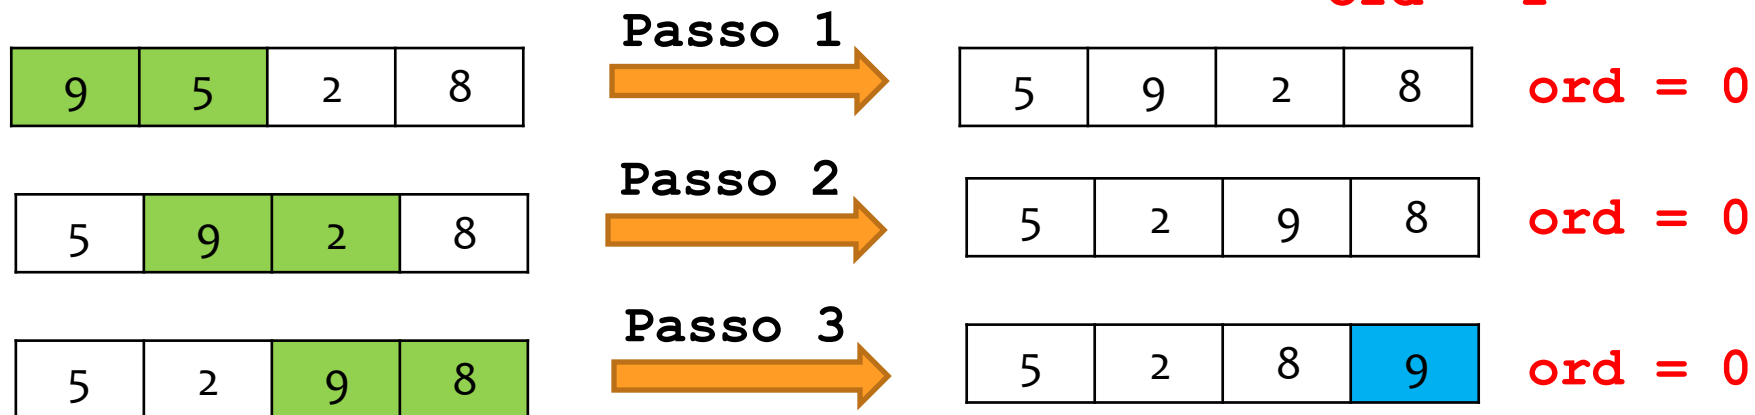 Passo 1
9 5 2 8 5 9 2 8 ord = 0
Passo 2
5 9 2 8 5 2 9 8 ord = 0
Passo 3
5 2 9 8 5 2 8 9 ord = 0